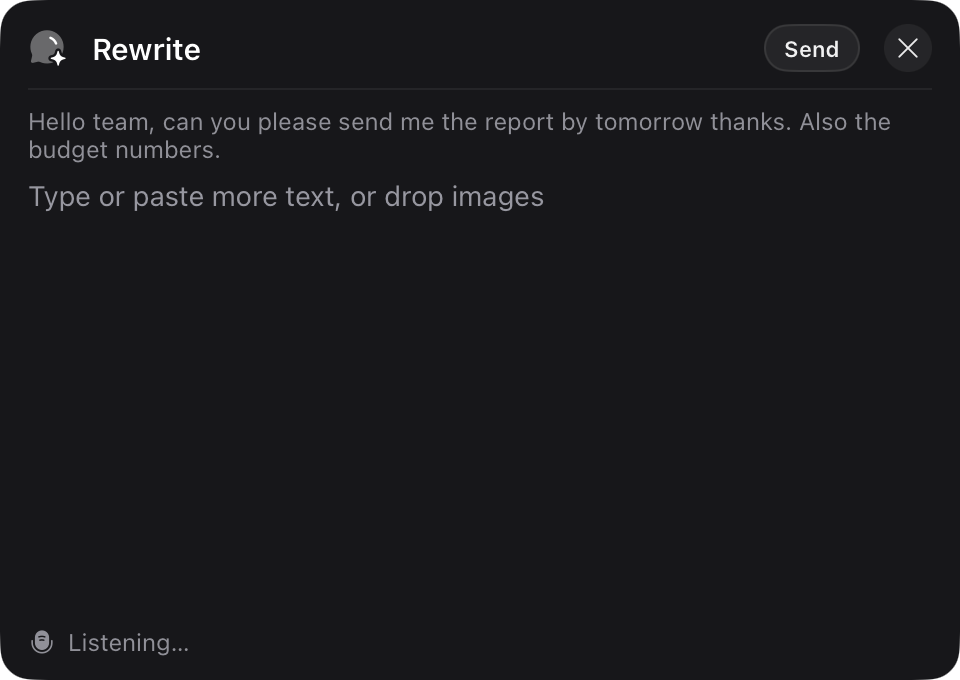 Rewrite
Send
Hello team, can you please send me the report by tomorrow thanks. Also the
budget numbers.
Type or paste more text, or drop images
Listening...